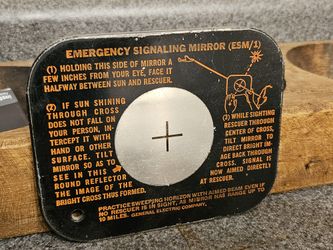 EMERGENCY SIGNALING MIRROR (ESM/1)
(1) HOLDING THIS SIDE OF MIRROR A
FEW INCHES FROM YOUR EYE, FACE IT
HALFWAY BETWEEN SUN AND RESCUER.
(2) IF SUN SHINING
THROUGH CROSS
DOES NOT FALL ON
YOUR PERSON, IN-
TERCEPT IT WITH
HAND OR OTHER
SURFACE. TILT
MIRROR SO AS TO
SEE IN THIS
ROUND REFLECTOR
THE IMAGE OF THE
BRIGHT CROSS THUS FORMED.
(3) WHILE SIGHTING
RESCUER THROUGH
CENTER OF CROSS,
TILT MIRROR TO
DIRECT BRIGHT IM-
AGE BACK THROUGH
CROSS. SIGNAL IS
NOW AIMED DIRECTLY
AT RESCUER.
PRACTICE SWEEPING HORIZON WITH AIMED BEAM EVEN IF
NO RESCUER IS IN SIGHT, AS MIRROR HAS RANGE UP TO
10 MILES. GENERAL ELECTRIC COMPANY.